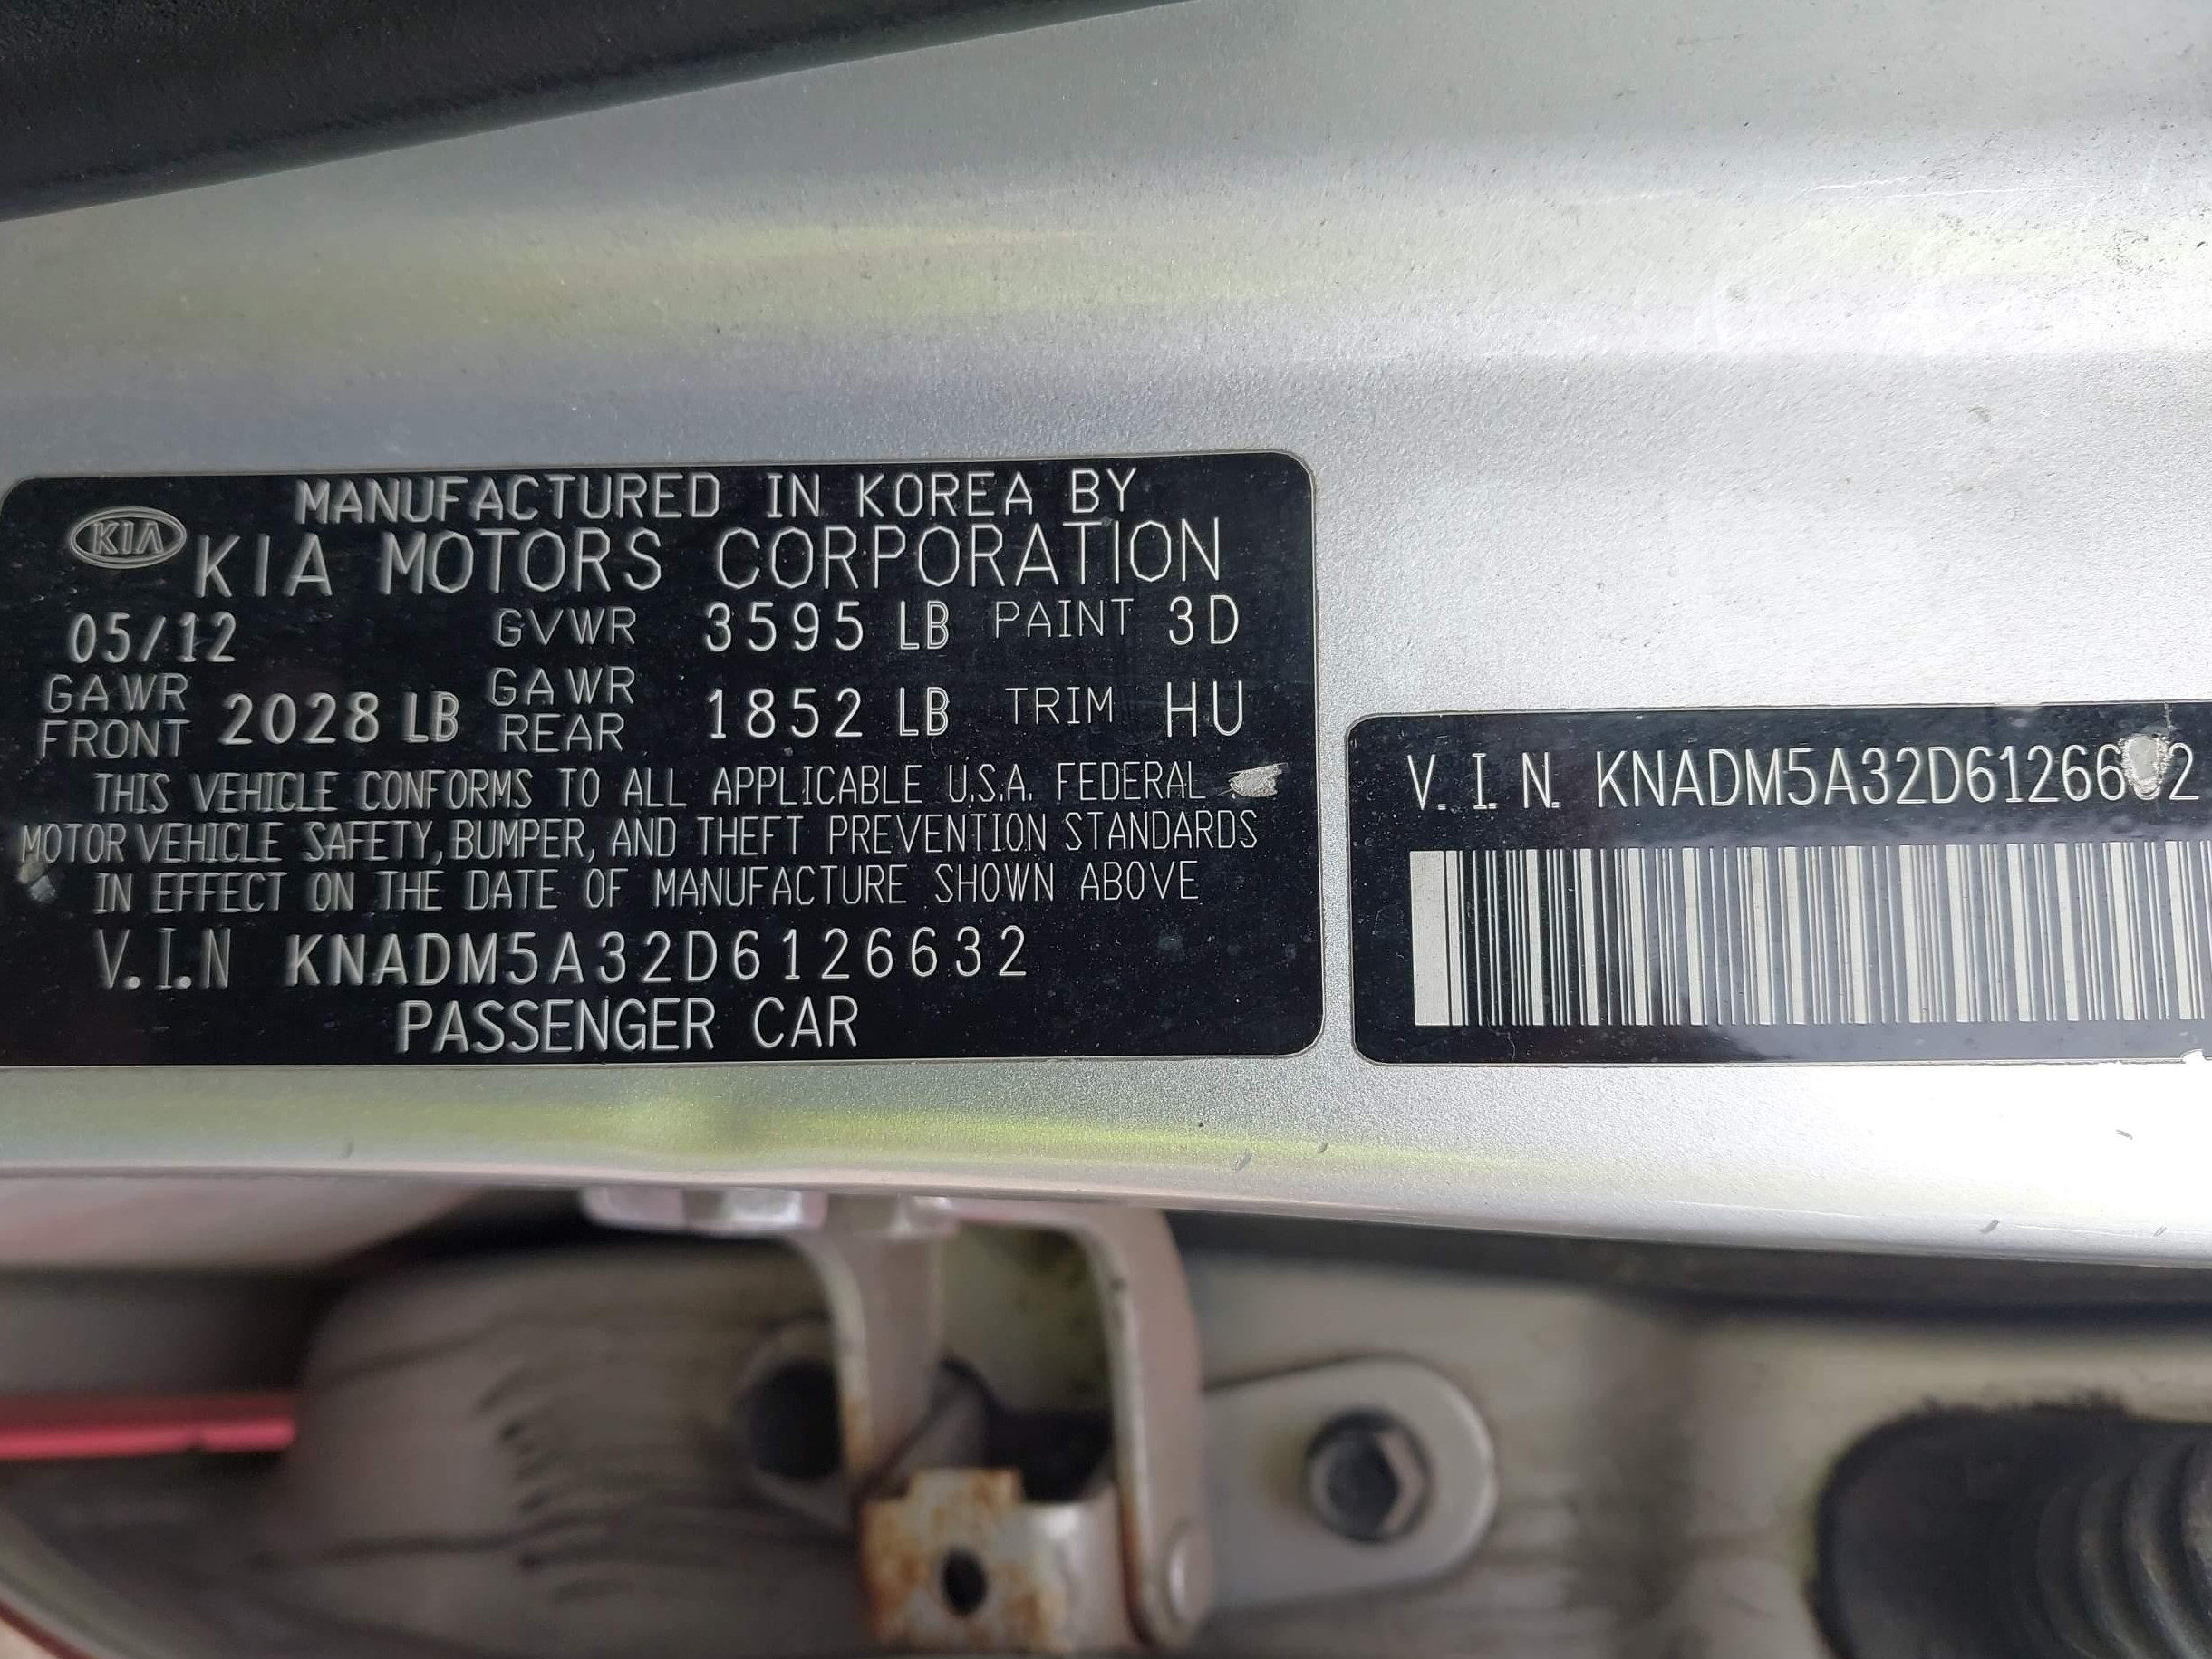 MANUFACTURED IN KOREA BY
KIA
KIA MOTORS CORPORATION
05/12 GVWR 3595 LB PAINT 3D
GAWR FRONT 2028 LB GAWR REAR 1852 LB TRIM HU
THIS VEHICLE CONFORMS TO ALL APPLICABLE U.S.A. FEDERAL
MOTOR VEHICLE SAFETY, BUMPER, AND THEFT PREVENTION STANDARDS
IN EFFECT ON THE DATE OF MANUFACTURE SHOWN ABOVE
V.I.N KNADM5A32D6126632
PASSENGER CAR
V. I. N.